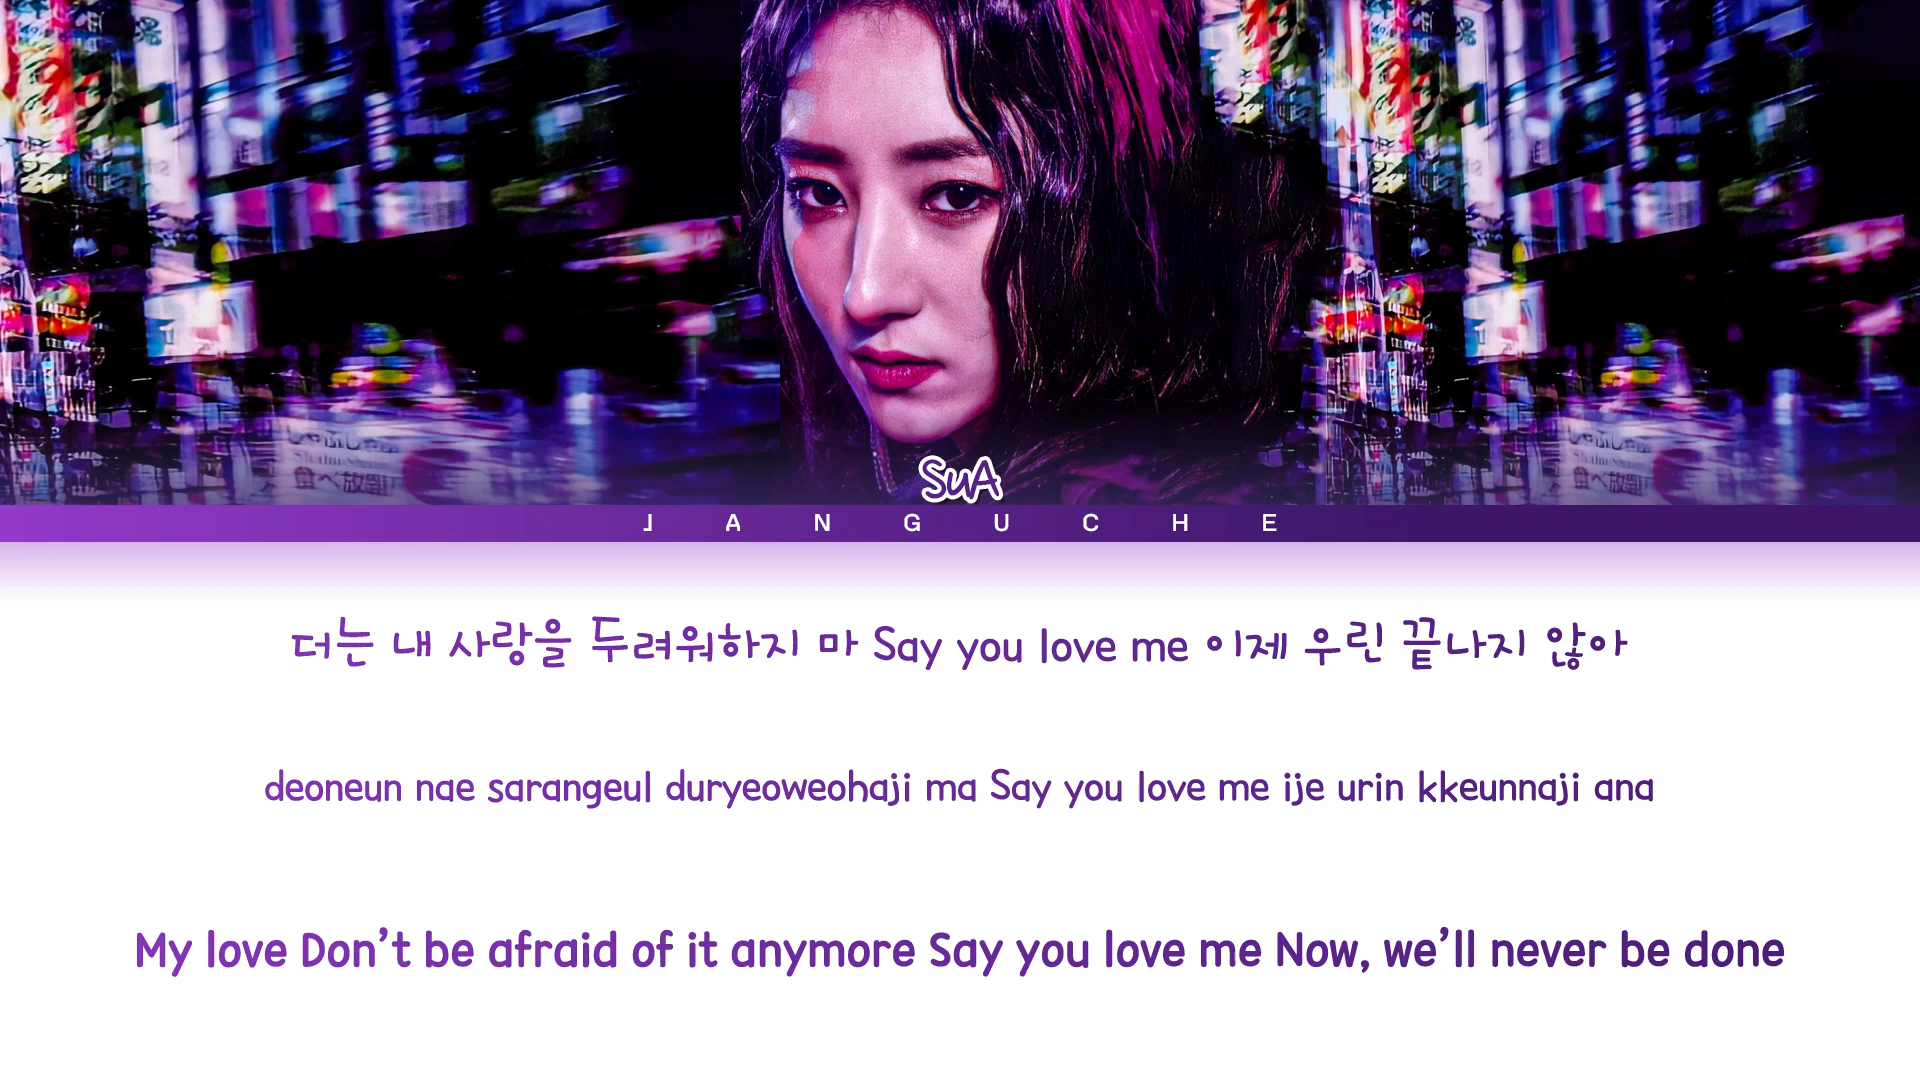 SuA
JANGUCHE
더는 내 사랑을 두려워하지 마 Say you love me 이제 우린 끝나지 않아
deoneun nae sarangeul duryeoweohaji ma Say you love me ije urin kkeunnaji ana
My love Don’t be afraid of it anymore Say you love me Now, we’ll never be done